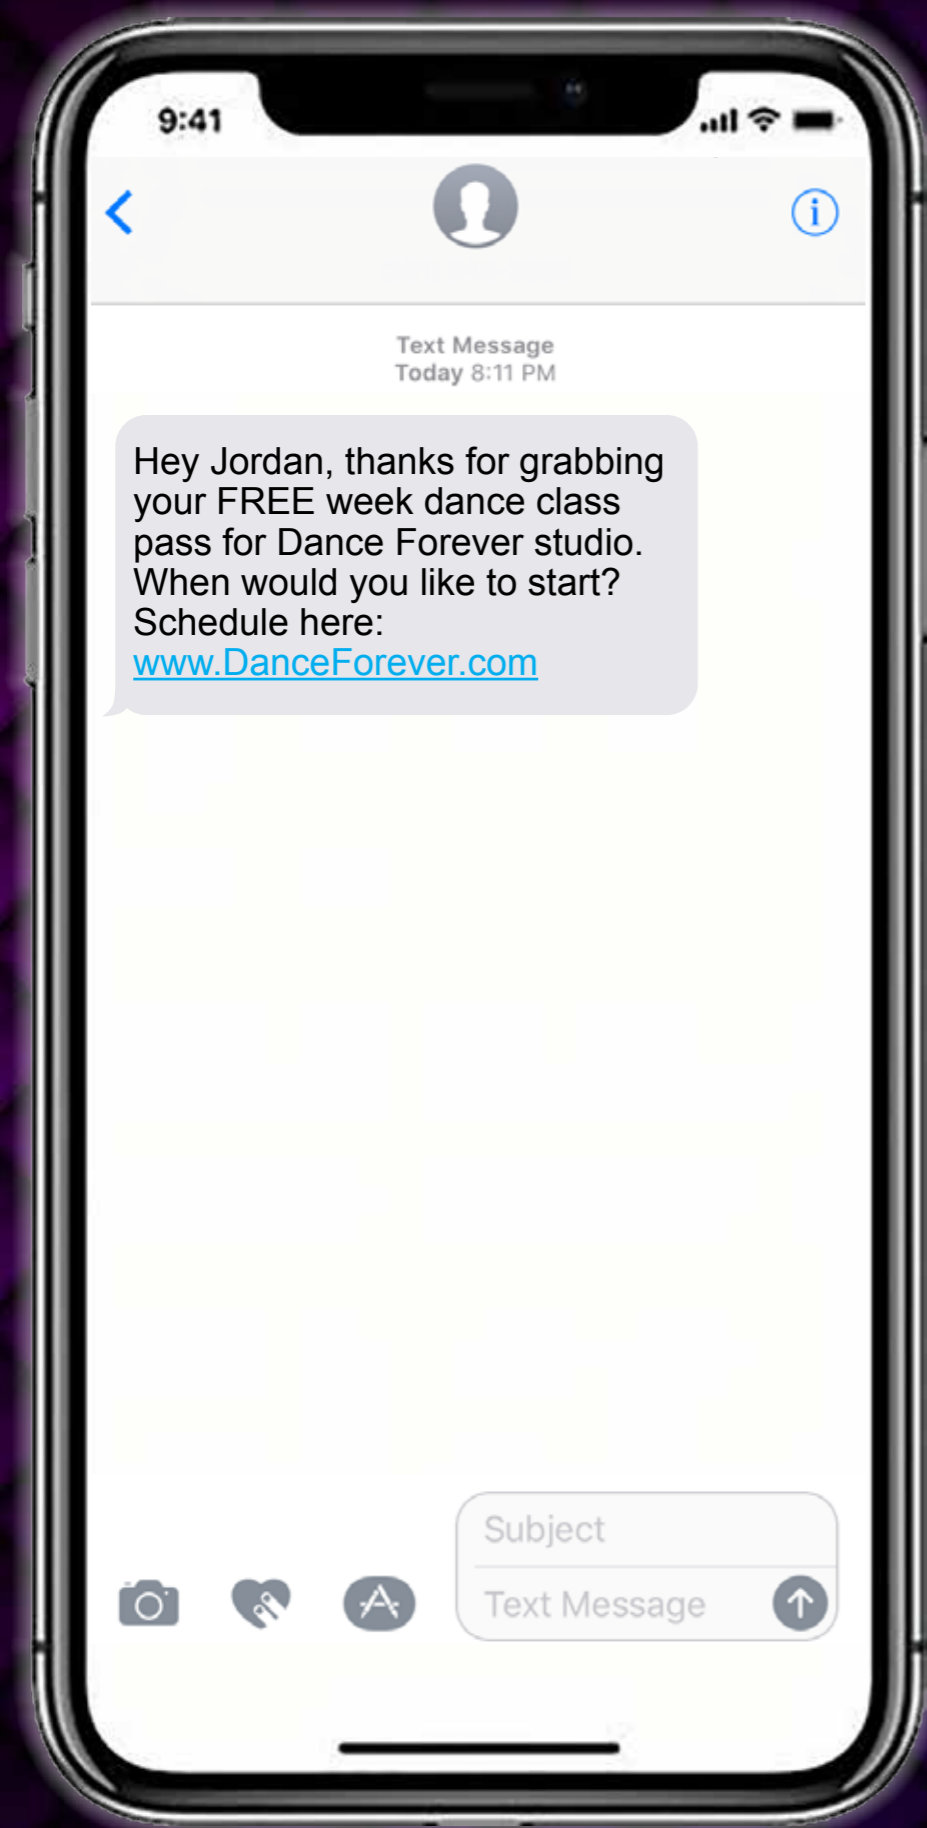 9:41
Text Message
Today 8:11 PM
Hey Jordan, thanks for grabbing
your FREE week dance class
pass for Dance Forever studio.
When would you like to start?
Schedule here:
www.DanceForever.com
Subject
Text Message